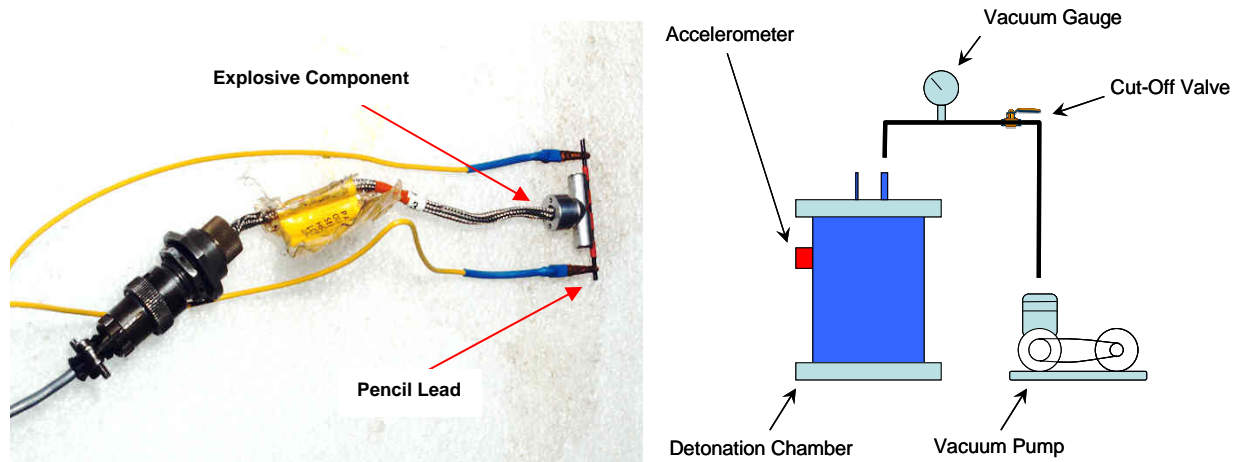 Explosive Component
Pencil Lead
Accelerometer
Vacuum Gauge
Cut-Off Valve
Detonation Chamber
Vacuum Pump